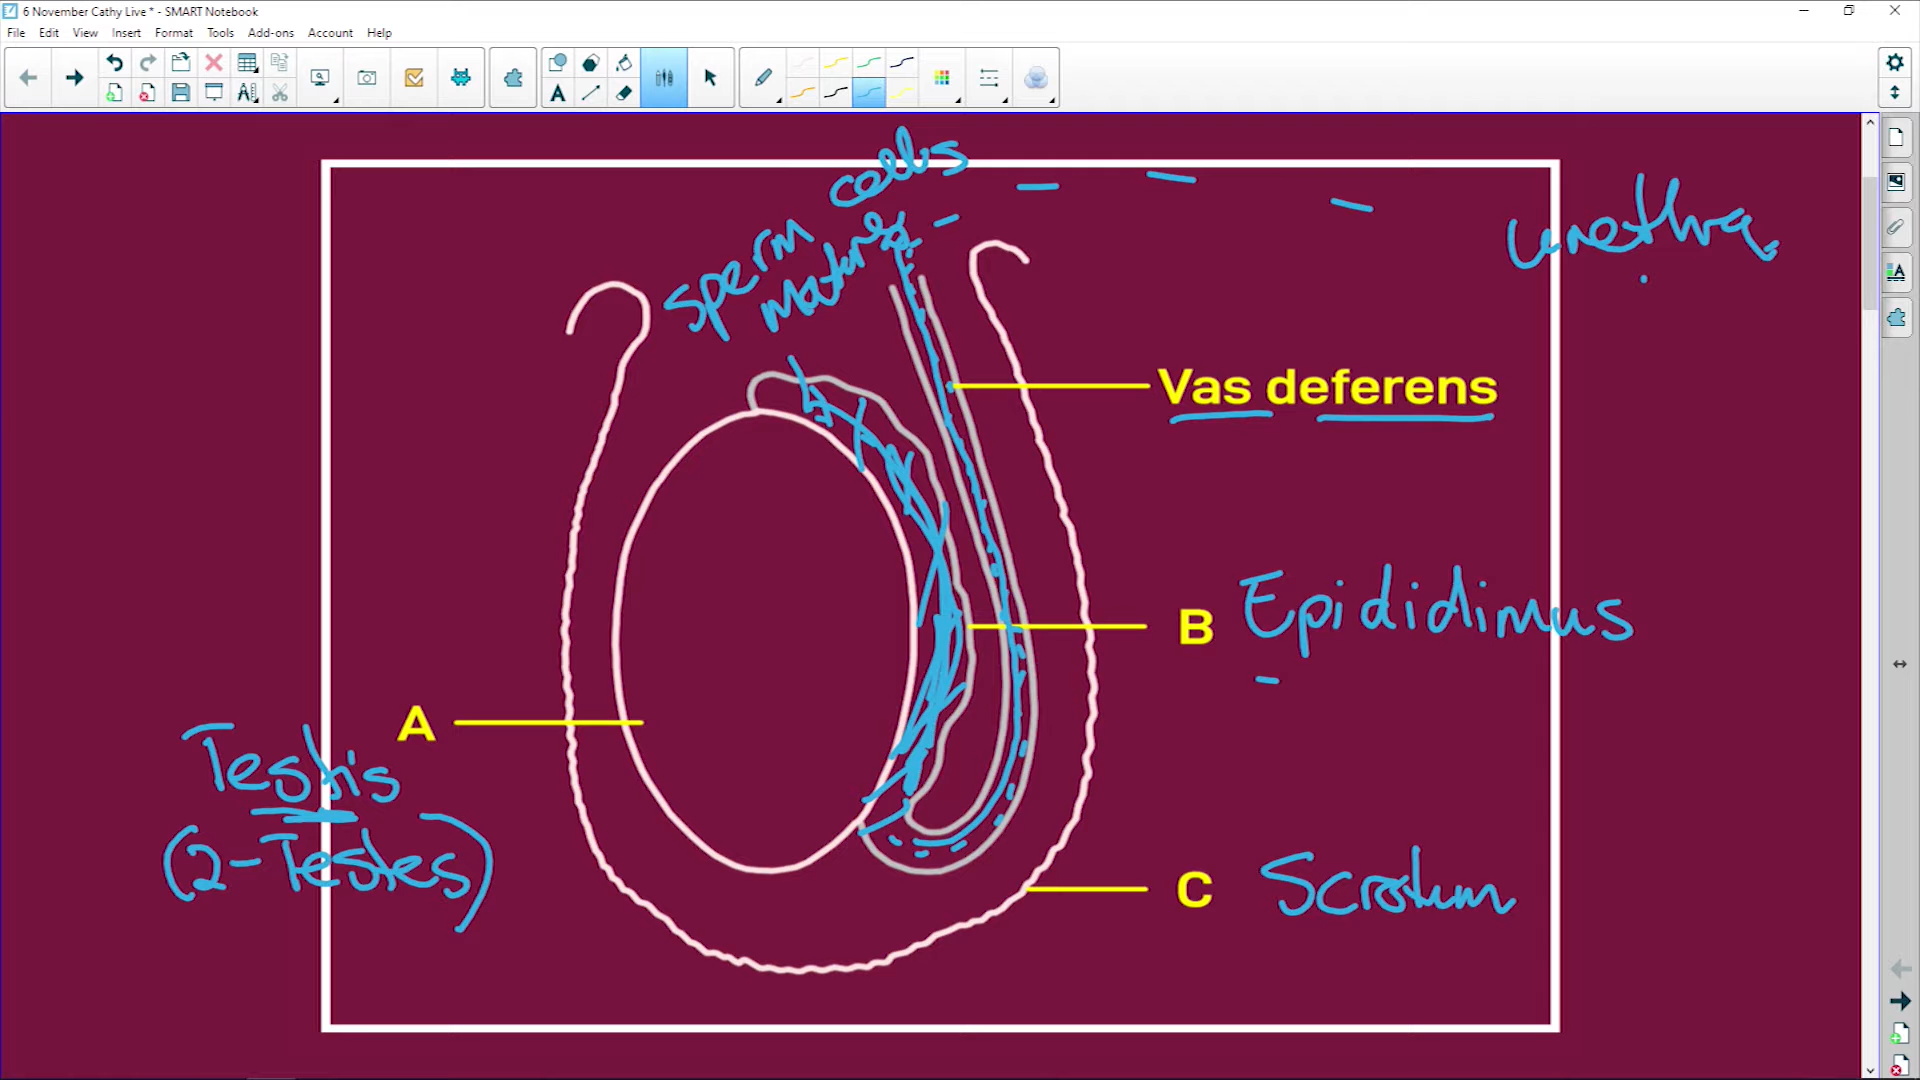 6 November Cathy Live * - SMART Notebook
File Edit View Insert Format Tools Add-ons Account Help
sperm cells
mature
Urethra
Vas deferens
B Epididimus
A
Testis
(2-Testes)
C Scrotum